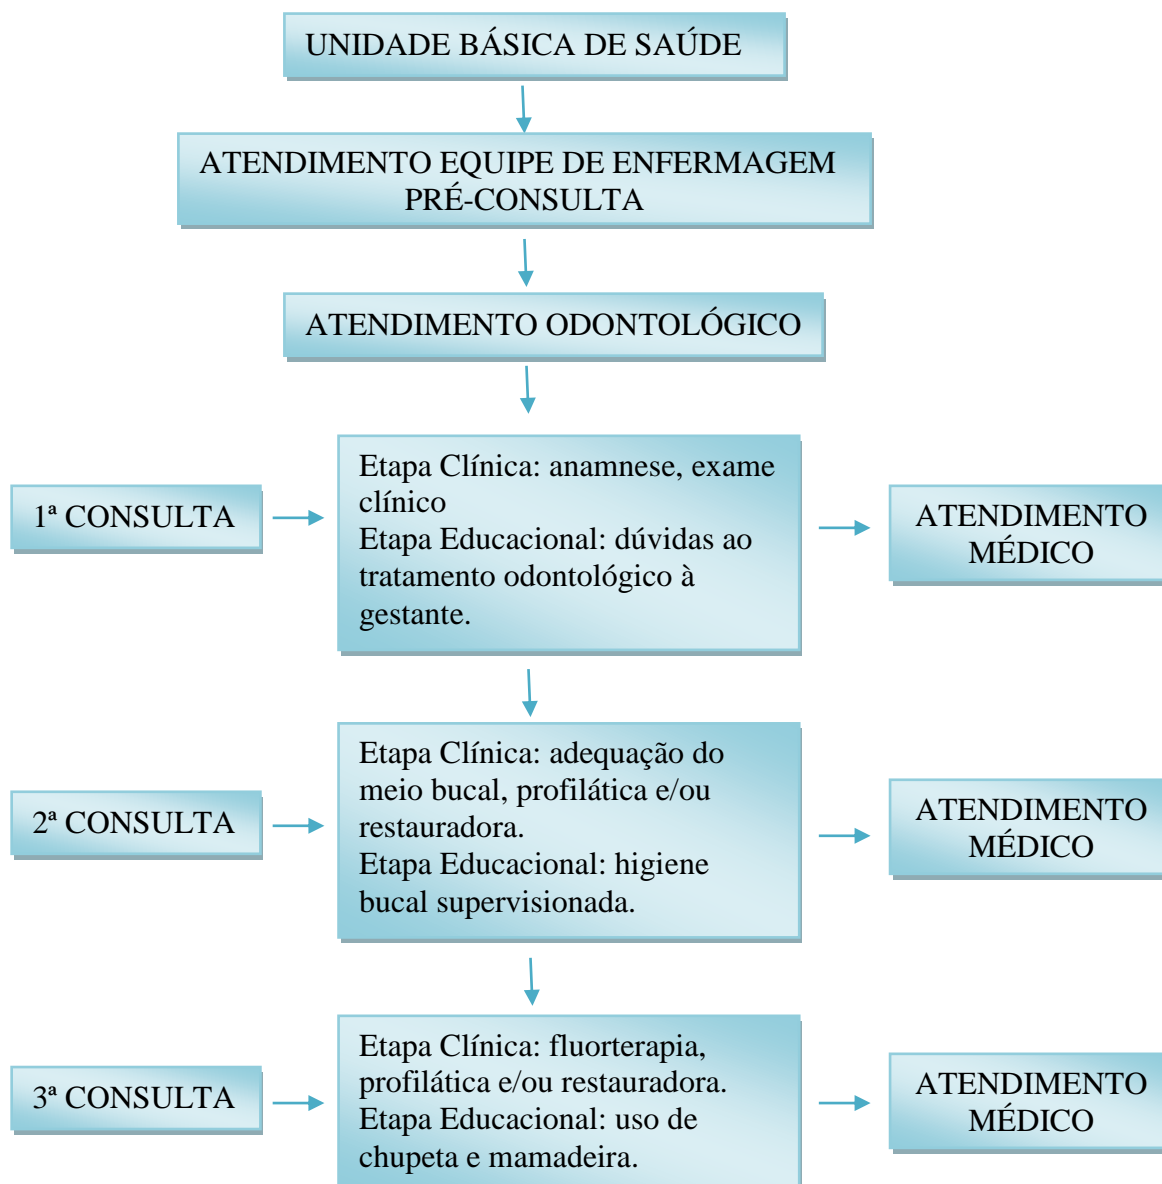 UNIDADE BÁSICA DE SAÚDE
ATENDIMENTO EQUIPE DE ENFERMAGEM
PRÉ-CONSULTA
ATENDIMENTO ODONTOLÓGICO
1ª CONSULTA
Etapa Clínica: anamnese, exame
clínico
Etapa Educacional: dúvidas ao
tratamento odontológico à
gestante.
ATENDIMENTO
MÉDICO
2ª CONSULTA
Etapa Clínica: adequação do
meio bucal, profilática e/ou
restauradora.
Etapa Educacional: higiene
bucal supervisionada.
ATENDIMENTO
MÉDICO
3ª CONSULTA
Etapa Clínica: fluorterapia,
profilática e/ou restauradora.
Etapa Educacional: uso de
chupeta e mamadeira.
ATENDIMENTO
MÉDICO